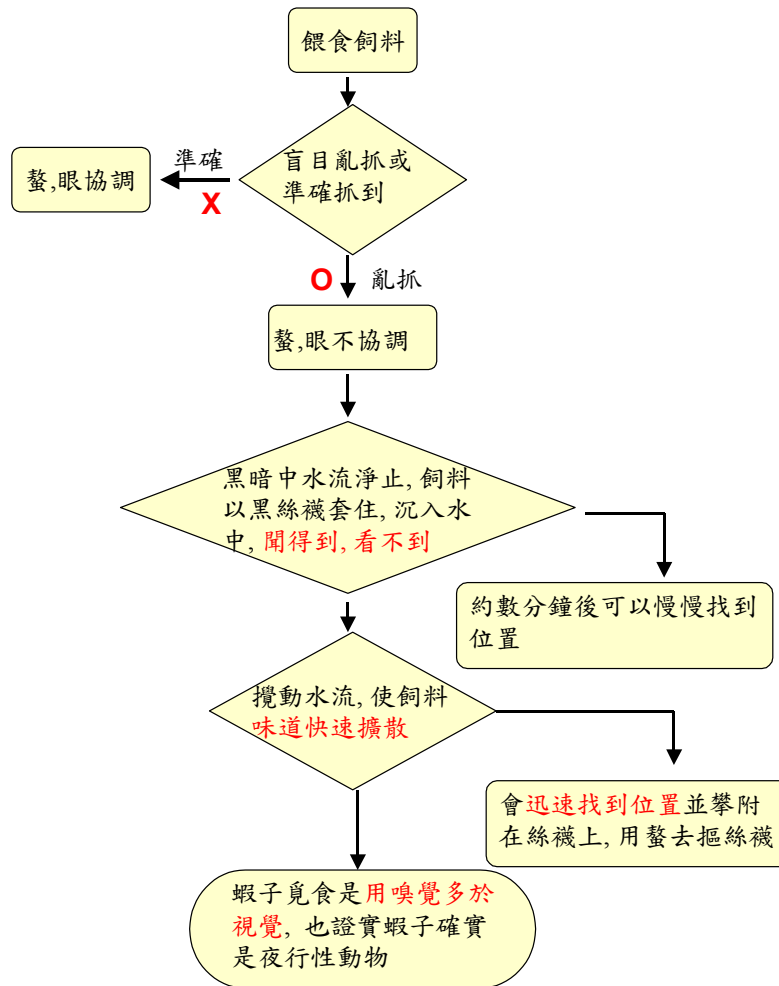 餵食飼料
盲目亂抓或
準確抓到
準確
X
螯,眼協調
O
亂抓
螯,眼不協調
黑暗中水流淨止, 飼料
以黑絲襪套住, 沉入水
中, 聞得到, 看不到
約數分鐘後可以慢慢找到
位置
攪動水流, 使飼料
味道快速擴散
會迅速找到位置並攀附
在絲襪上, 用螯去摳絲襪
蝦子覓食是用嗅覺多於
視覺, 也證實蝦子確實
是夜行性動物